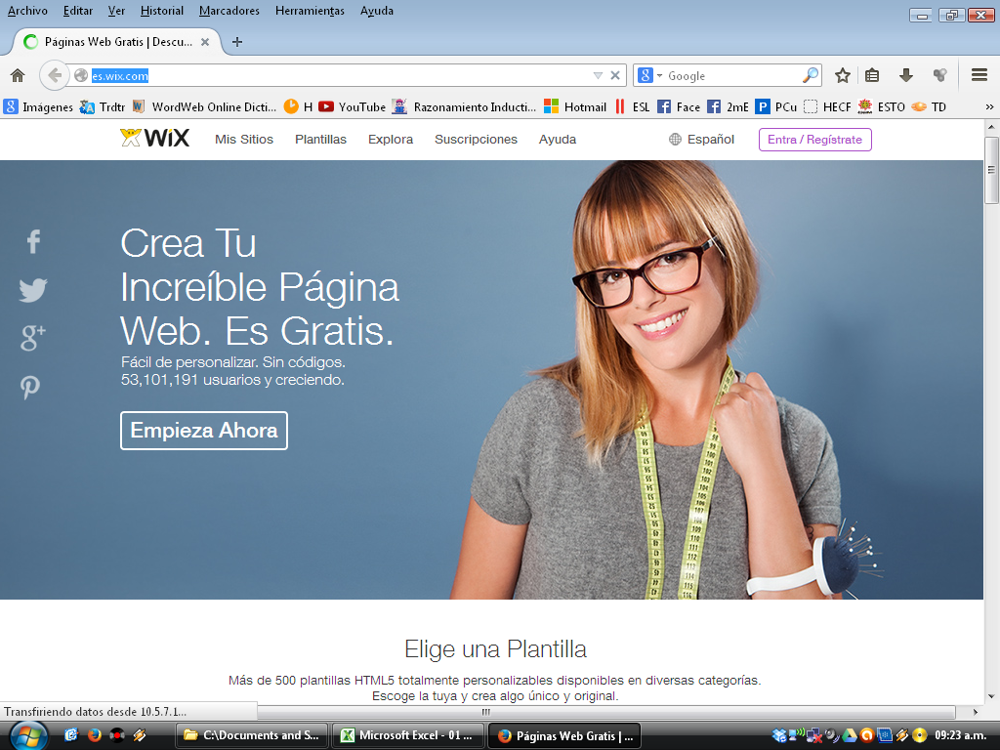 Archivo Editar Ver Historial Marcadores Herramientas Ayuda
Páginas Web Gratis | Descu...
es.wix.com
Google
Imágenes Trdtr WordWeb Online Dicti... H YouTube Razonamiento Inducti... Hotmail ESL Face 2mE PCu HECF ESTO TD
WiX Mis Sitios Plantillas Explora Suscripciones Ayuda Español Entra / Regístrate
Crea Tu
Increíble Página
Web. Es Gratis.
Fácil de personalizar. Sin códigos.
53,101,191 usuarios y creciendo.
Empieza Ahora
Elige una Plantilla
Más de 500 plantillas HTML5 totalmente personalizables disponibles en diversas categorías.
Escoge la tuya y crea algo único y original.
Transfiriendo datos desde 10.5.7.1...
C:\Documents and S... Microsoft Excel - 01 ... Páginas Web Gratis | ... 09:23 a.m.